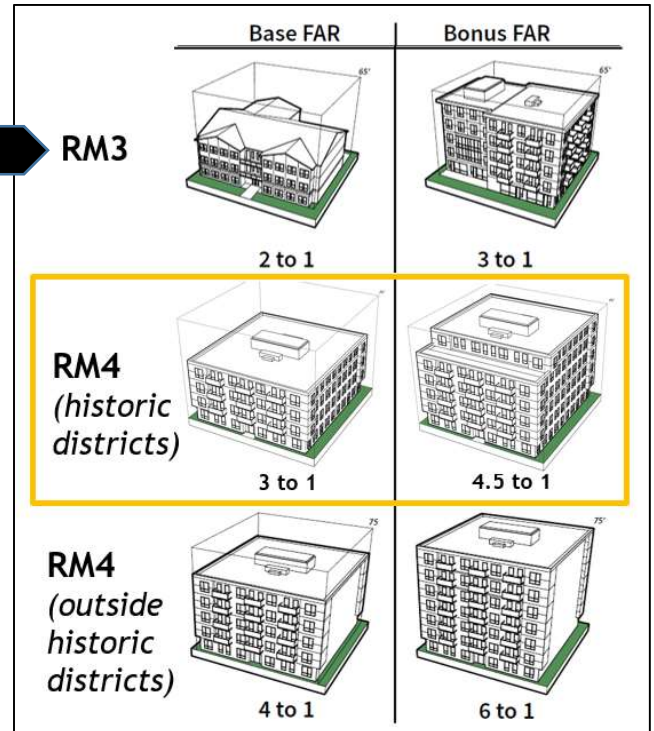 Base FAR
Bonus FAR
65'
65'
RM3
2 to 1
3 to 1
RM4
(historic
districts)
3 to 1
4.5 to 1
75
75'
RM4
(outside
historic
districts)
4 to 1
6 to 1